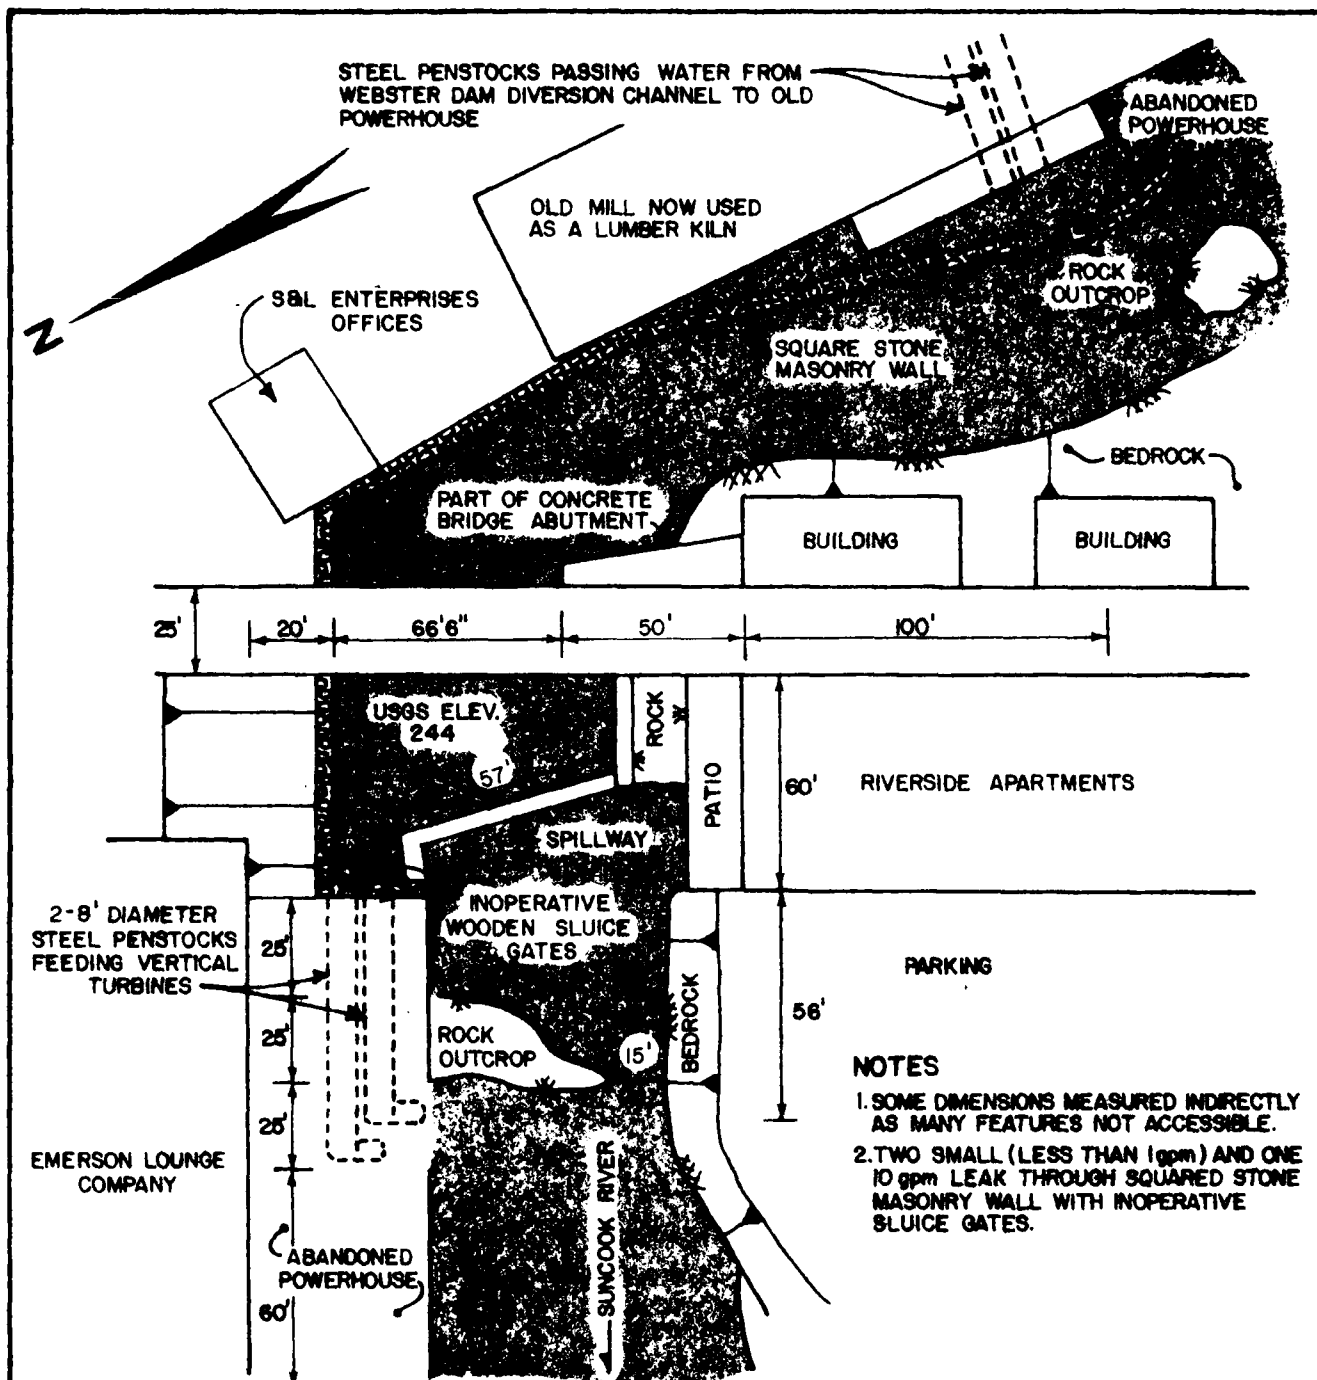 STEEL PENSTOCKS PASSING WATER FROM
WEBSTER DAM DIVERSION CHANNEL TO OLD
POWERHOUSE
ABANDONED
POWERHOUSE
OLD MILL NOW USED
AS A LUMBER KILN
N
S&L ENTERPRISES
OFFICES
ROCK
OUTCROP
SQUARE STONE
MASONRY WALL
BEDROCK
PART OF CONCRETE
BRIDGE ABUTMENT
BUILDING
BUILDING
25'
20'
66'6"
50'
100'
USGS ELEV.
244
57'
ROCK
PATIO
60'
RIVERSIDE APARTMENTS
SPILLWAY
INOPERATIVE
WOODEN SLUICE
GATES
2-8' DIAMETER
STEEL PENSTOCKS
FEEDING VERTICAL
TURBINES
25'
25'
25'
60'
BEDROCK
56'
PARKING
ROCK
OUTCROP
15'
EMERSON LOUNGE
COMPANY
ABANDONED
POWERHOUSE
SUNCOOK RIVER
NOTES
1. SOME DIMENSIONS MEASURED INDIRECTLY
AS MANY FEATURES NOT ACCESSIBLE.
2. TWO SMALL (LESS THAN 1gpm) AND ONE
10 gpm LEAK THROUGH SQUARED STONE
MASONRY WALL WITH INOPERATIVE
SLUICE GATES.